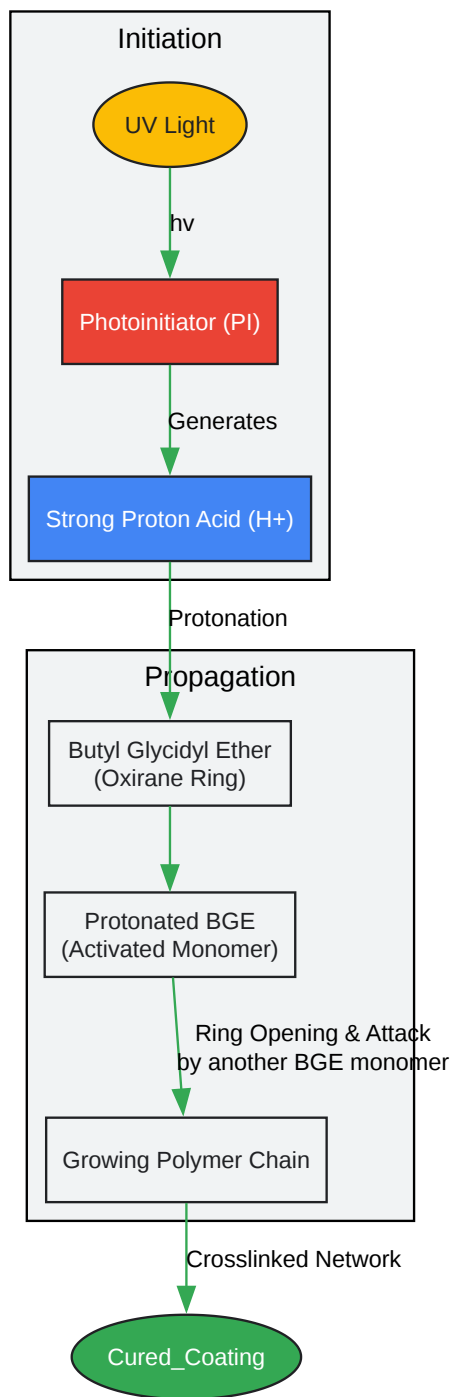 Initiation
UV Light
hv
Photoinitiator (PI)
Generates
Strong Proton Acid (H+)
Protonation
Propagation
Butyl Glycidyl Ether
(Oxirane Ring)
Protonated BGE
(Activated Monomer)
Ring Opening & Attack
by another BGE monomer
Growing Polymer Chain
Crosslinked Network
Cured_Coating